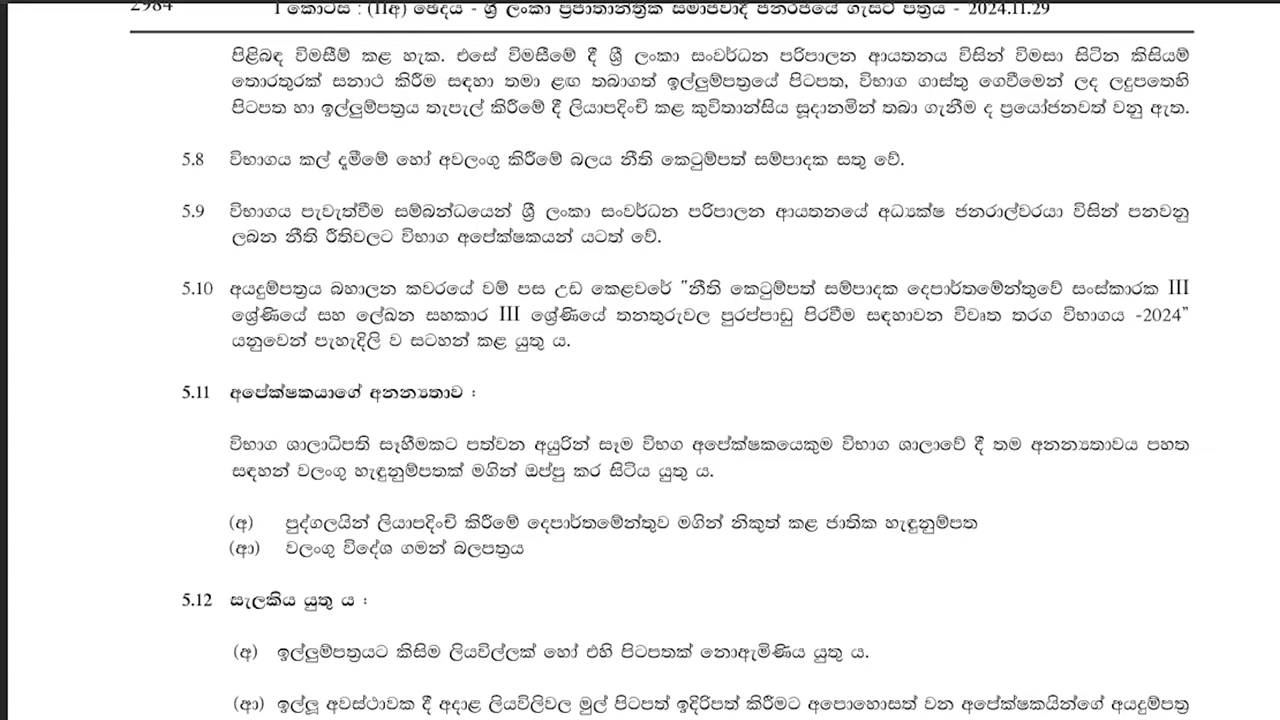 2984 I කොටස : (IIඅ) ඡේදය - ශ්‍රී ලංකා ප්‍රජාතාන්ත්‍රික සමාජවාදී ජනරජයේ ගැසට් පත්‍රය - 2024.11.29
පිළිබඳ විමසීම් කළ හැක. එසේ විමසීමේ දී ශ්‍රී ලංකා සංවර්ධන පරිපාලන ආයතනය විසින් විමසා සිටින කිසියම්
තොරතුරක් සනාථ කිරීම සඳහා තමා ළඟ තබාගත් ඉල්ලුම්පත්‍රයේ පිටපත, විභාග ගාස්තු ගෙවීමෙන් ලද ලදුපතෙහි
පිටපත හා ඉල්ලුම්පත්‍රය තැපැල් කිරීමේ දී ලියාපදිංචි කළ කුවිතාන්සිය සූදානමින් තබා ගැනීම ද ප්‍රයෝජනවත් වනු ඇත.
5.8 විභාගය කල් දැමීමේ හෝ අවලංගු කිරීමේ බලය නීති කෙටුම්පත් සම්පාදක සතු වේ.
5.9 විභාගය පැවැත්වීම සම්බන්ධයෙන් ශ්‍රී ලංකා සංවර්ධන පරිපාලන ආයතනයේ අධ්‍යක්ෂ ජනරාල්වරයා විසින් පනවනු
ලබන නීති රීතිවලට විභාග අපේක්ෂකයන් යටත් වේ.
5.10 අයදුම්පත්‍රය බහාලන කවරයේ වම් පස උඩ කෙළවරේ "නීති කෙටුම්පත් සම්පාදක දෙපාර්තමේන්තුවේ සංස්කාරක III
ශ්‍රේණියේ සහ ලේඛන සහකාර III ශ්‍රේණියේ තනතුරුවල පුරප්පාඩු පිරවීම සඳහාවන විවෘත තරග විභාගය -2024"
යනුවෙන් පැහැදිලි ව සටහන් කළ යුතු ය.
5.11 අපේක්ෂකයාගේ අනන්‍යතාව :
විභාග ශාලාධිපති සෑහීමකට පත්වන අයුරින් සෑම විභග අපේක්ෂකයෙකුම විභාග ශාලාවේ දී තම අනන්‍යතාවය පහත
සඳහන් වලංගු හැඳුනුම්පතක් මගින් ඔප්පු කර සිටිය යුතු ය.
(අ) පුද්ගලයින් ලියාපදිංචි කිරීමේ දෙපාර්තමේන්තුව මගින් නිකුත් කළ ජාතික හැඳුනුම්පත
(ආ) වලංගු විදේශ ගමන් බලපත්‍රය
5.12 සැලකිය යුතු ය :
(අ) ඉල්ලුම්පත්‍රයට කිසිම ලියවිල්ලක් හෝ එහි පිටපතක් නොඇමිණිය යුතු ය.
(ආ) ඉල්ලූ අවස්ථාවක දී අදාළ ලියවිලිවල මුල් පිටපත් ඉදිරිපත් කිරීමට අපොහොසත් වන අපේක්ෂකයින්ගේ අයදුම්පත්‍ර